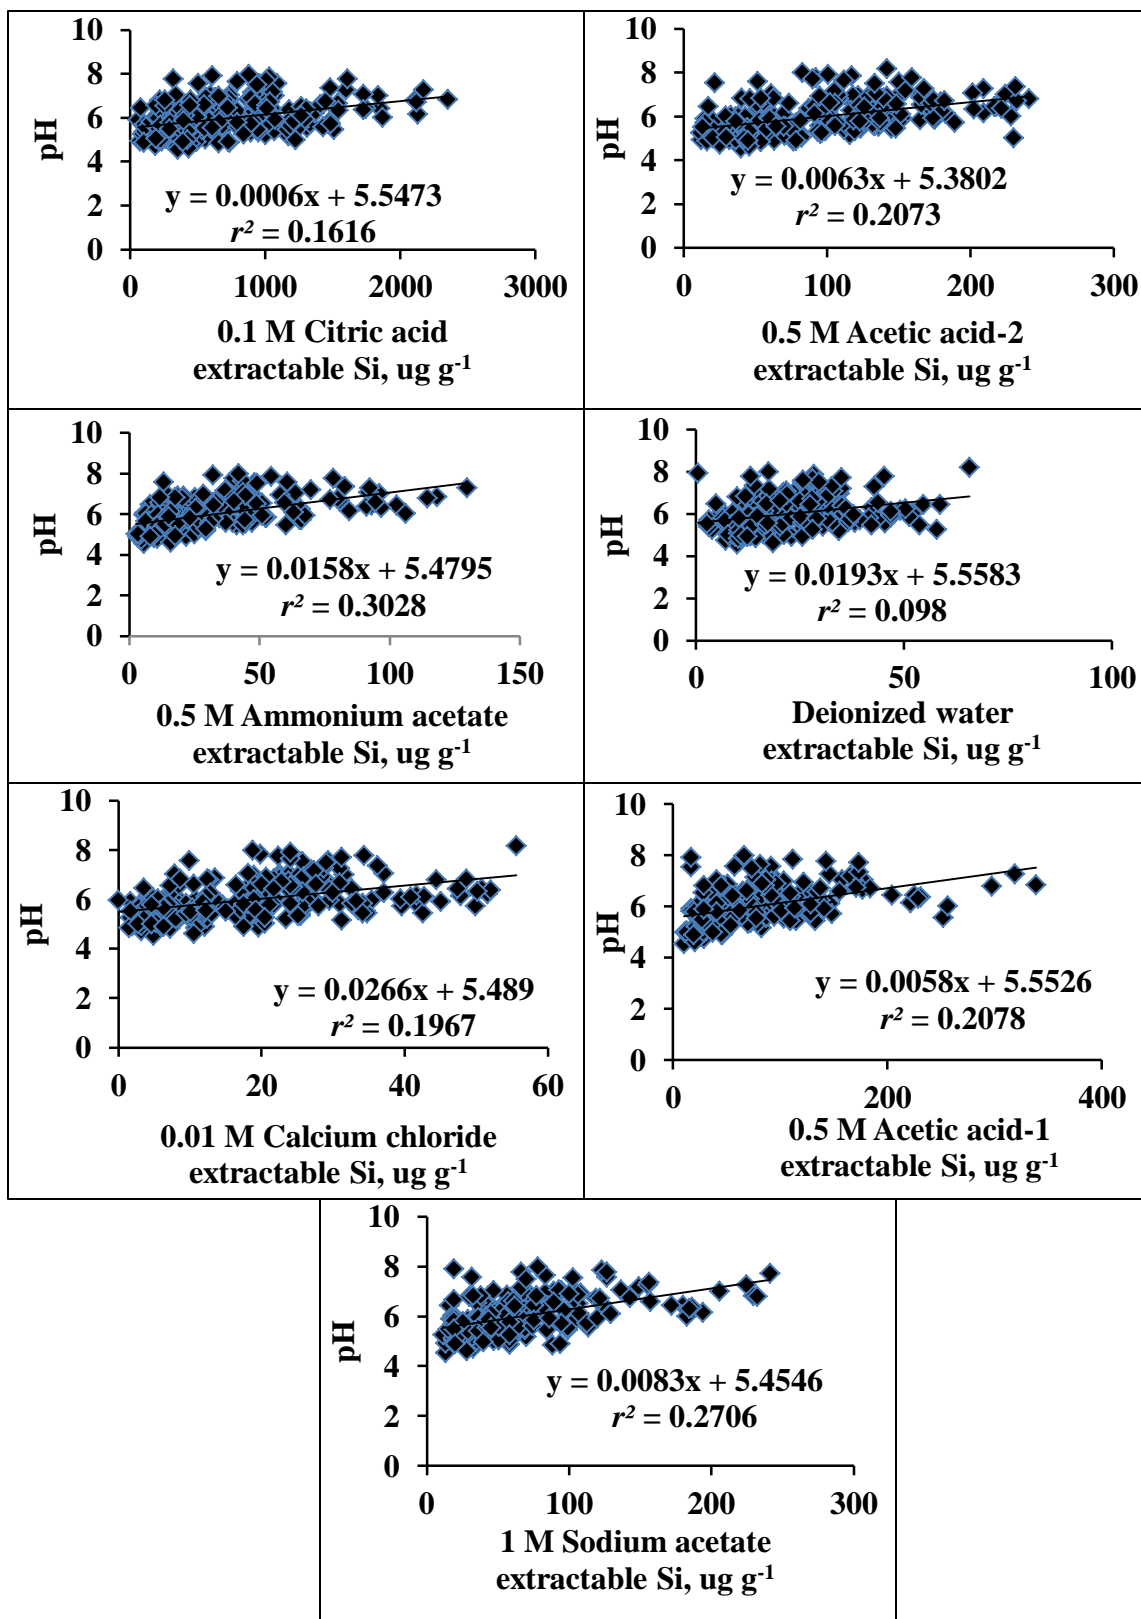 10
8
6
4
2
0
pH
y = 0.0006x + 5.5473
r² = 0.1616
0 1000 2000 3000
0.1 M Citric acid
extractable Si, ug g⁻¹
10
8
6
4
2
0
pH
y = 0.0063x + 5.3802
r² = 0.2073
0 100 200 300
0.5 M Acetic acid-2
extractable Si, ug g⁻¹
10
8
6
4
2
0
pH
y = 0.0158x + 5.4795
r² = 0.3028
0 50 100 150
0.5 M Ammonium acetate
extractable Si, ug g⁻¹
10
8
6
4
2
0
pH
y = 0.0193x + 5.5583
r² = 0.098
0 50 100
Deionized water
extractable Si, ug g⁻¹
10
8
6
4
2
0
pH
y = 0.0266x + 5.489
r² = 0.1967
0 20 40 60
0.01 M Calcium chloride
extractable Si, ug g⁻¹
10
8
6
4
2
0
pH
y = 0.0058x + 5.5526
r² = 0.2078
0 200 400
0.5 M Acetic acid-1
extractable Si, ug g⁻¹
10
8
6
4
2
0
pH
y = 0.0083x + 5.4546
r² = 0.2706
0 100 200 300
1 M Sodium acetate
extractable Si, ug g⁻¹